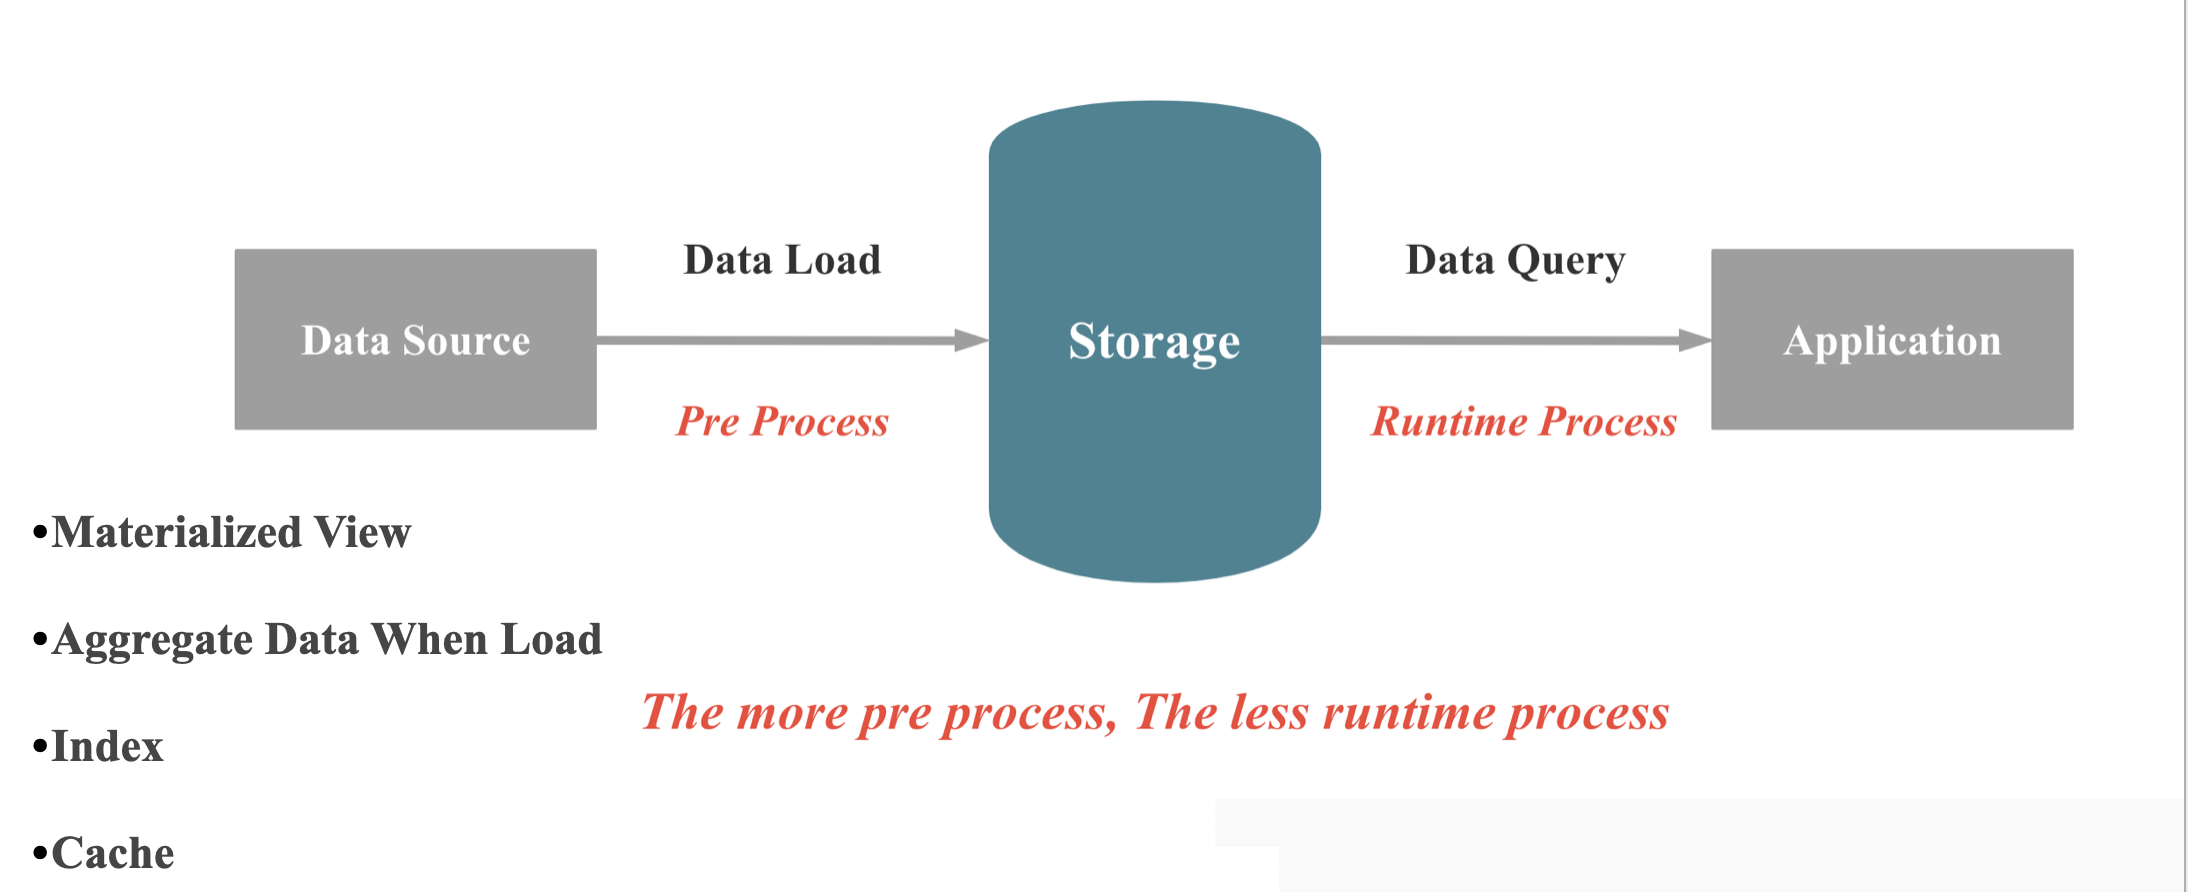 Data Source
Data Load
Pre Process
Storage
Data Query
Runtime Process
Application
•Materialized View
•Aggregate Data When Load
•Index
•Cache
The more pre process, The less runtime process